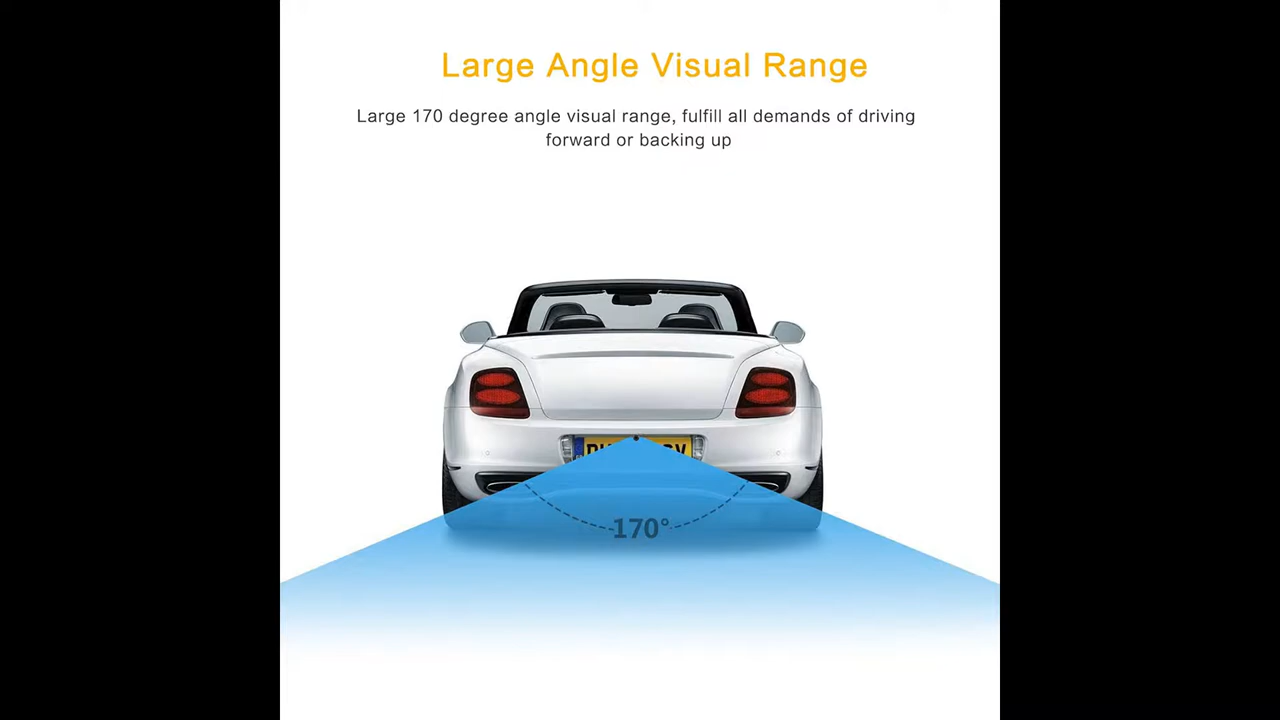 Large Angle Visual Range
Large 170 degree angle visual range, fulfill all demands of driving
forward or backing up
170°